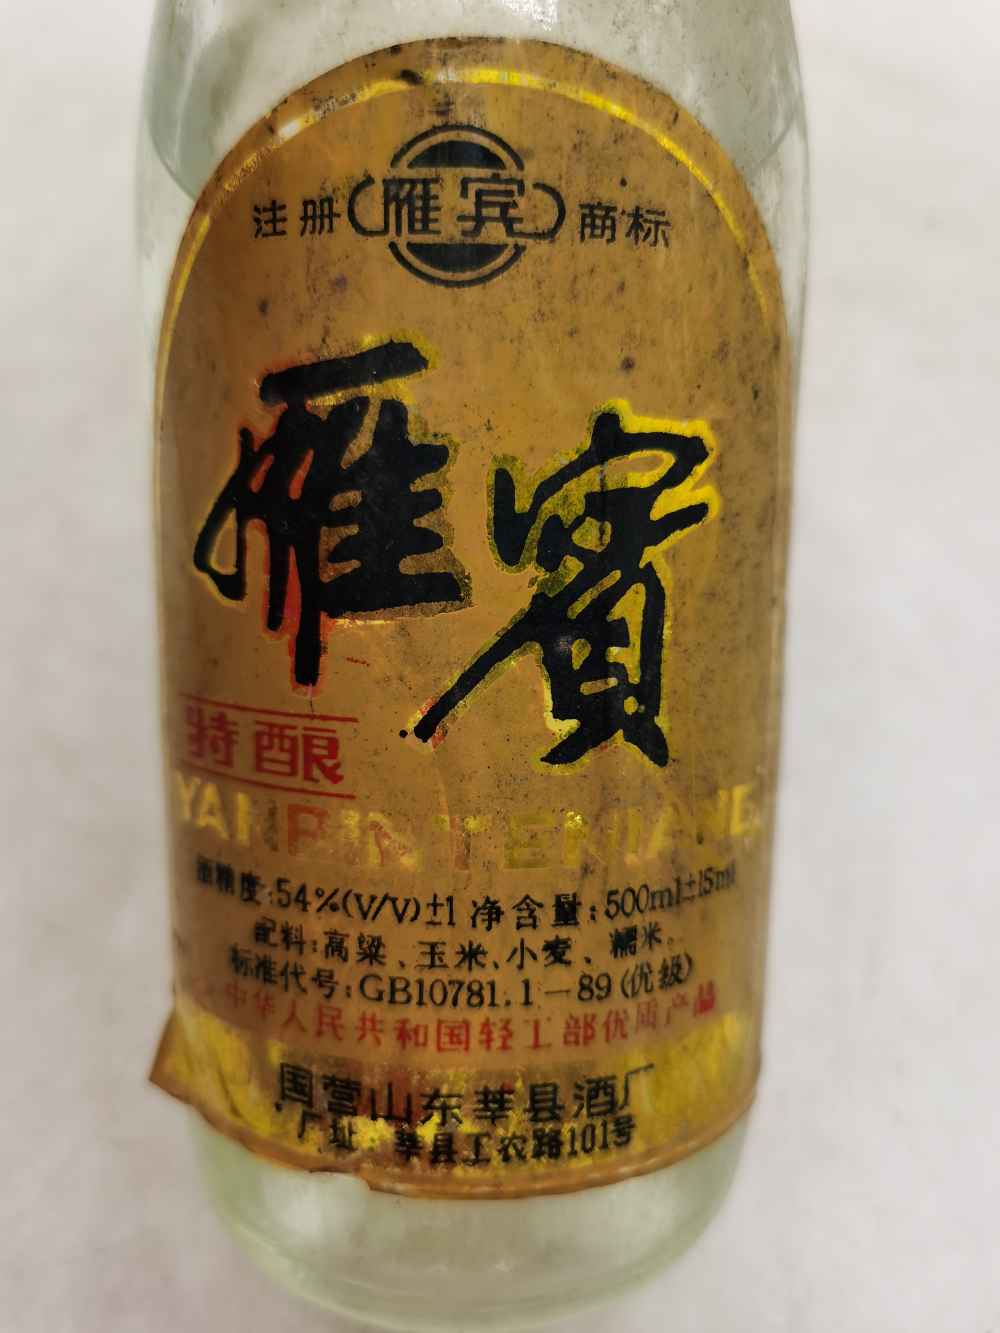 注册 雁宾 商标
雁賓
特酿
YANBIN TENIANG
酒精度:54%(V/V)±1 净含量:500ml±15ml
配料:高粱、玉米、小麦、糯米。
标准代号:GB10781.1—89(优级)
中华人民共和国轻工部优质产品
国营山东莘县酒厂
厂址:莘县工农路101号